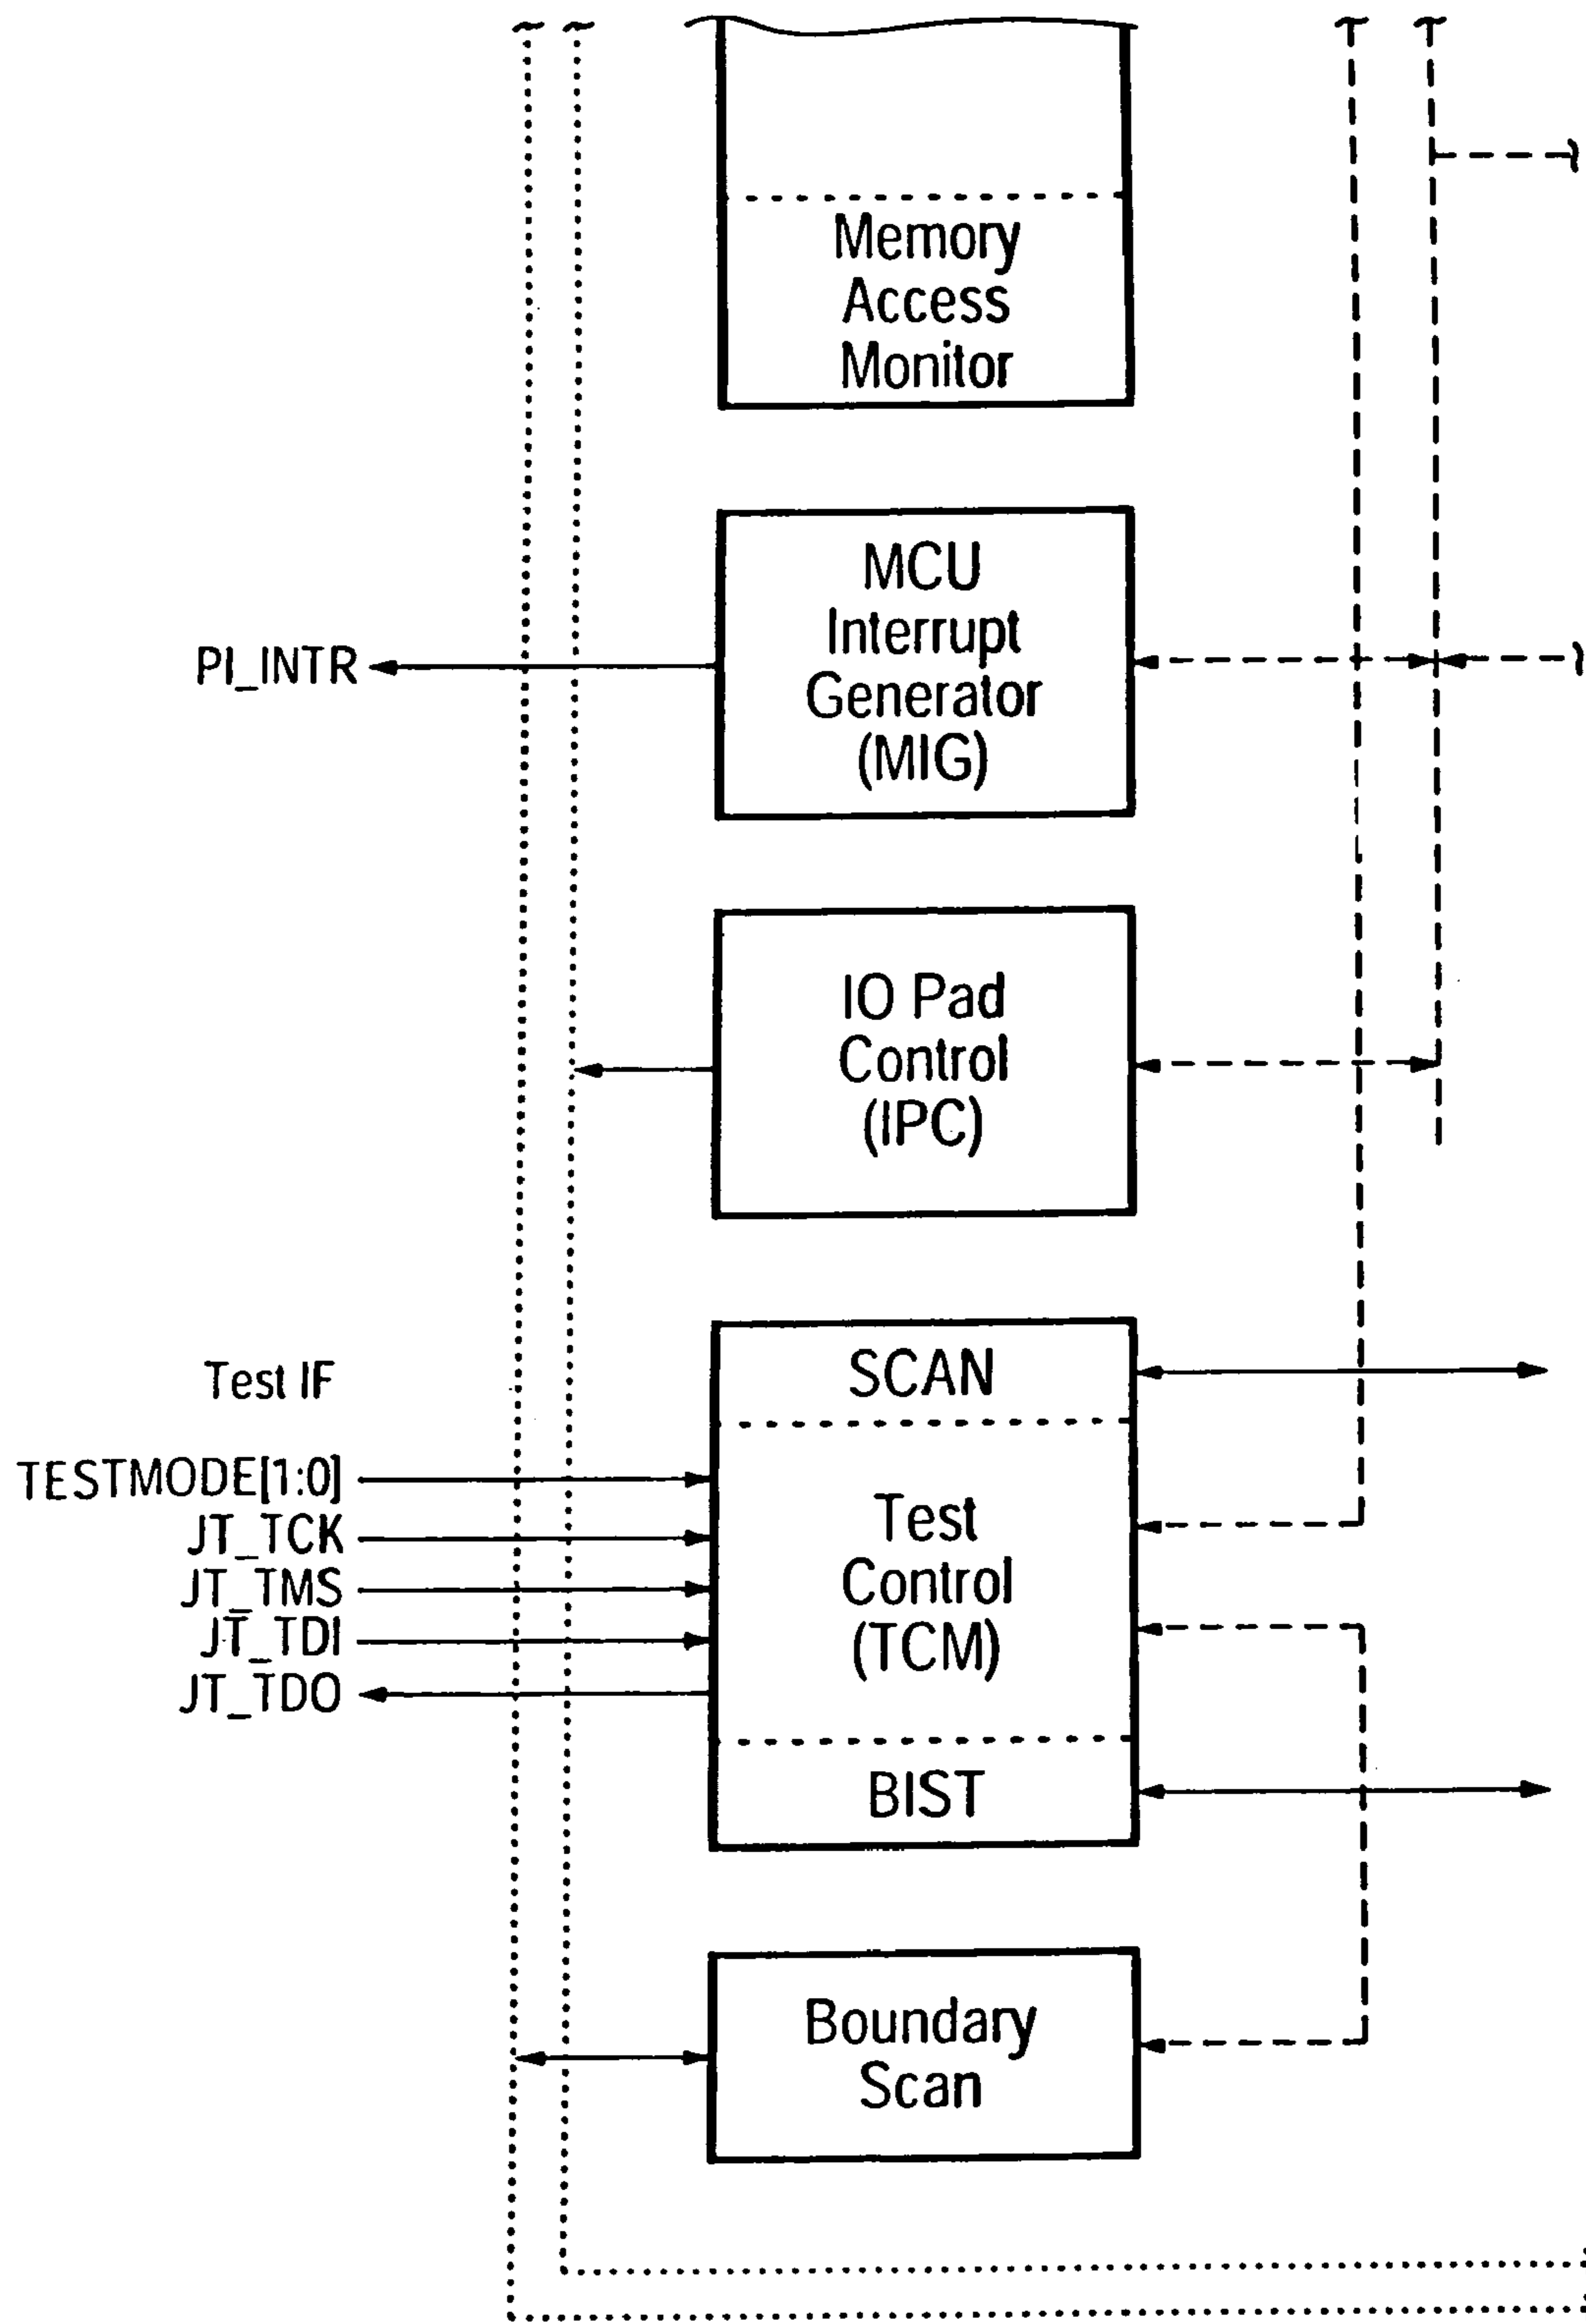 Memory
Access
Monitor
MCU
Interrupt
Generator
(MIG)
PI_INTR
IO Pad
Control
(IPC)
SCAN
Test IF
TESTMODE[1:0]
JT_TCK
JT_TMS
JT_TDI
JT_TDO
Test
Control
(TCM)
BIST
Boundary
Scan